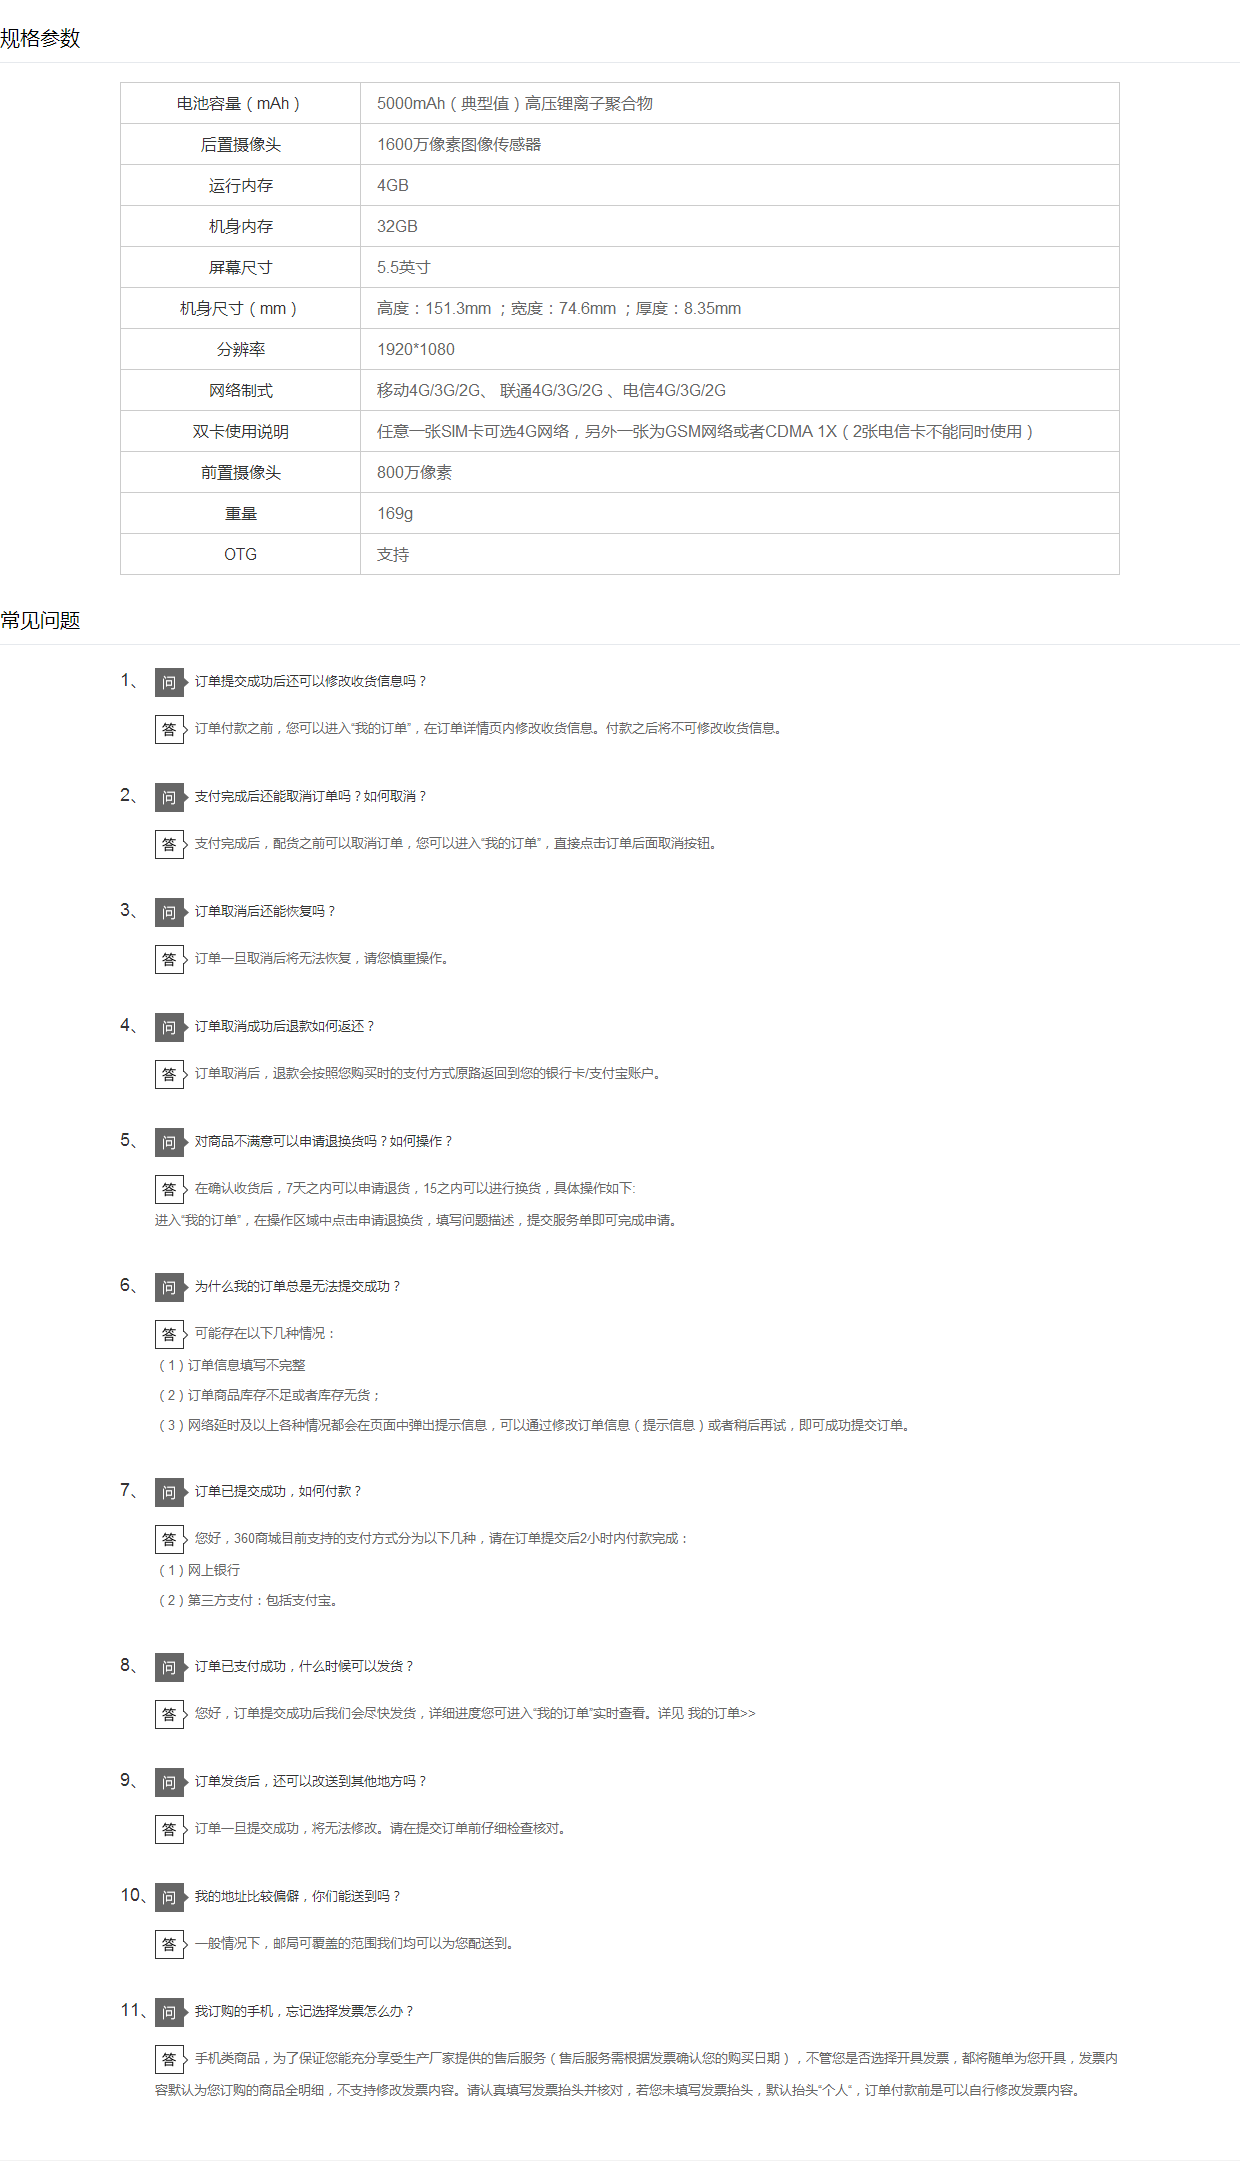 规格参数
电池容量（mAh） 5000mAh（典型值）高压锂离子聚合物
后置摄像头 1600万像素图像传感器
运行内存 4GB
机身内存 32GB
屏幕尺寸 5.5英寸
机身尺寸（mm） 高度：151.3mm ；宽度：74.6mm ；厚度：8.35mm
分辨率 1920*1080
网络制式 移动4G/3G/2G、 联通4G/3G/2G 、电信4G/3G/2G
双卡使用说明 任意一张SIM卡可选4G网络，另外一张为GSM网络或者CDMA 1X（2张电信卡不能同时使用）
前置摄像头 800万像素
重量 169g
OTG 支持
常见问题
1、 问 订单提交成功后还可以修改收货信息吗？
答 订单付款之前，您可以进入“我的订单”，在订单详情页内修改收货信息。付款之后将不可修改收货信息。
2、 问 支付完成后还能取消订单吗？如何取消？
答 支付完成后，配货之前可以取消订单，您可以进入“我的订单”，直接点击订单后面取消按钮。
3、 问 订单取消后还能恢复吗？
答 订单一旦取消后将无法恢复，请您慎重操作。
4、 问 订单取消成功后退款如何返还？
答 订单取消后，退款会按照您购买时的支付方式原路返回到您的银行卡/支付宝账户。
5、 问 对商品不满意可以申请退换货吗？如何操作？
答 在确认收货后，7天之内可以申请退货，15之内可以进行换货，具体操作如下:
进入“我的订单”，在操作区域中点击申请退换货，填写问题描述，提交服务单即可完成申请。
6、 问 为什么我的订单总是无法提交成功？
答 可能存在以下几种情况：
（1）订单信息填写不完整
（2）订单商品库存不足或者库存无货；
（3）网络延时及以上各种情况都会在页面中弹出提示信息，可以通过修改订单信息（提示信息）或者稍后再试，即可成功提交订单。
7、 问 订单已提交成功，如何付款？
答 您好，360商城目前支持的支付方式分为以下几种，请在订单提交后2小时内付款完成：
（1）网上银行
（2）第三方支付：包括支付宝。
8、 问 订单已支付成功，什么时候可以发货？
答 您好，订单提交成功后我们会尽快发货，详细进度您可进入“我的订单”实时查看。详见 我的订单>>
9、 问 订单发货后，还可以改送到其他地方吗？
答 订单一旦提交成功，将无法修改。请在提交订单前仔细检查核对。
10、 问 我的地址比较偏僻，你们能送到吗？
答 一般情况下，邮局可覆盖的范围我们均可以为您配送到。
11、 问 我订购的手机，忘记选择发票怎么办？
答 手机类商品，为了保证您能充分享受生产厂家提供的售后服务（售后服务需根据发票确认您的购买日期），不管您是否选择开具发票，都将随单为您开具，发票内
容默认为您订购的商品全明细，不支持修改发票内容。请认真填写发票抬头并核对，若您未填写发票抬头，默认抬头“个人“，订单付款前是可以自行修改发票内容。